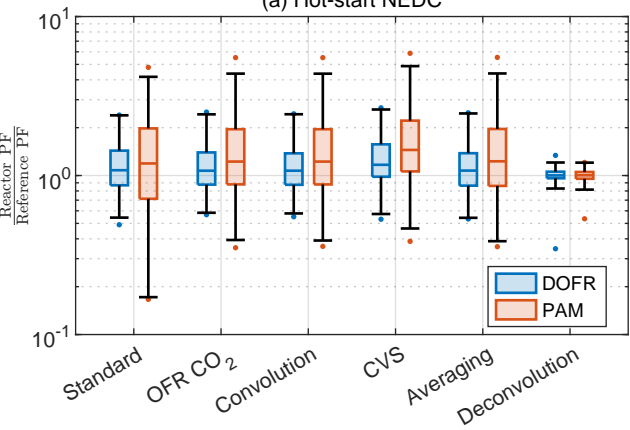 (a) Hot-start NEDC
10^1
10^0
10^-1
Reactor PF
Reference PF
DOFR
PAM
Standard
OFR CO_2
Convolution
CVS
Averaging
Deconvolution